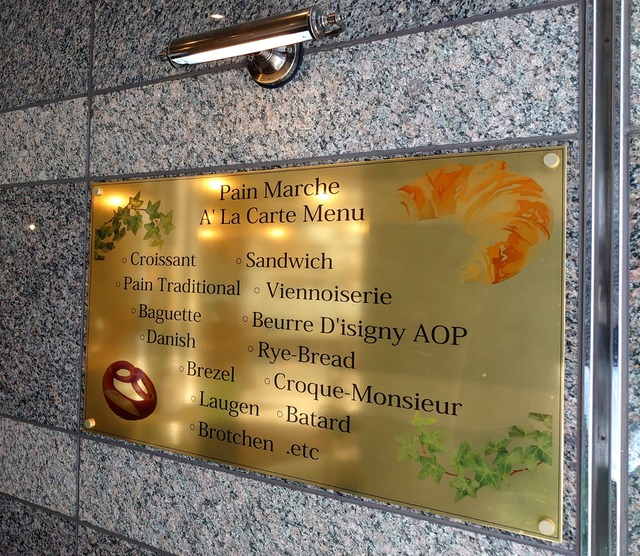 Pain Marche
A' La Carte Menu
◦ Croissant ◦ Sandwich
◦ Pain Traditional ◦ Viennoiserie
◦ Baguette ◦ Beurre D'isigny AOP
◦ Danish ◦ Rye-Bread
◦ Brezel ◦ Croque-Monsieur
◦ Laugen ◦ Batard
◦ Brotchen .etc